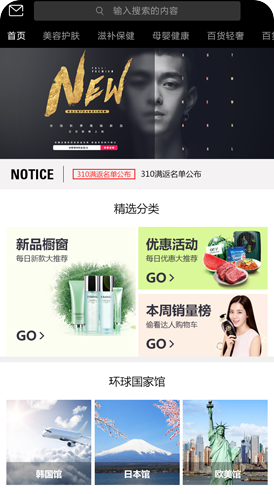 输入搜索的内容
首页 美容护肤 滋补保健 母婴健康 百货轻奢 百货
FALL
PREMIUM
NEW
NOTICE 310满返名单公布 310满返名单公布
精选分类
新品橱窗
每日新款大推荐
GO >
优惠活动
每日优惠大推荐
GO >
本周销量榜
偷看达人购物车
GO >
环球国家馆
韩国馆 日本馆 欧美馆